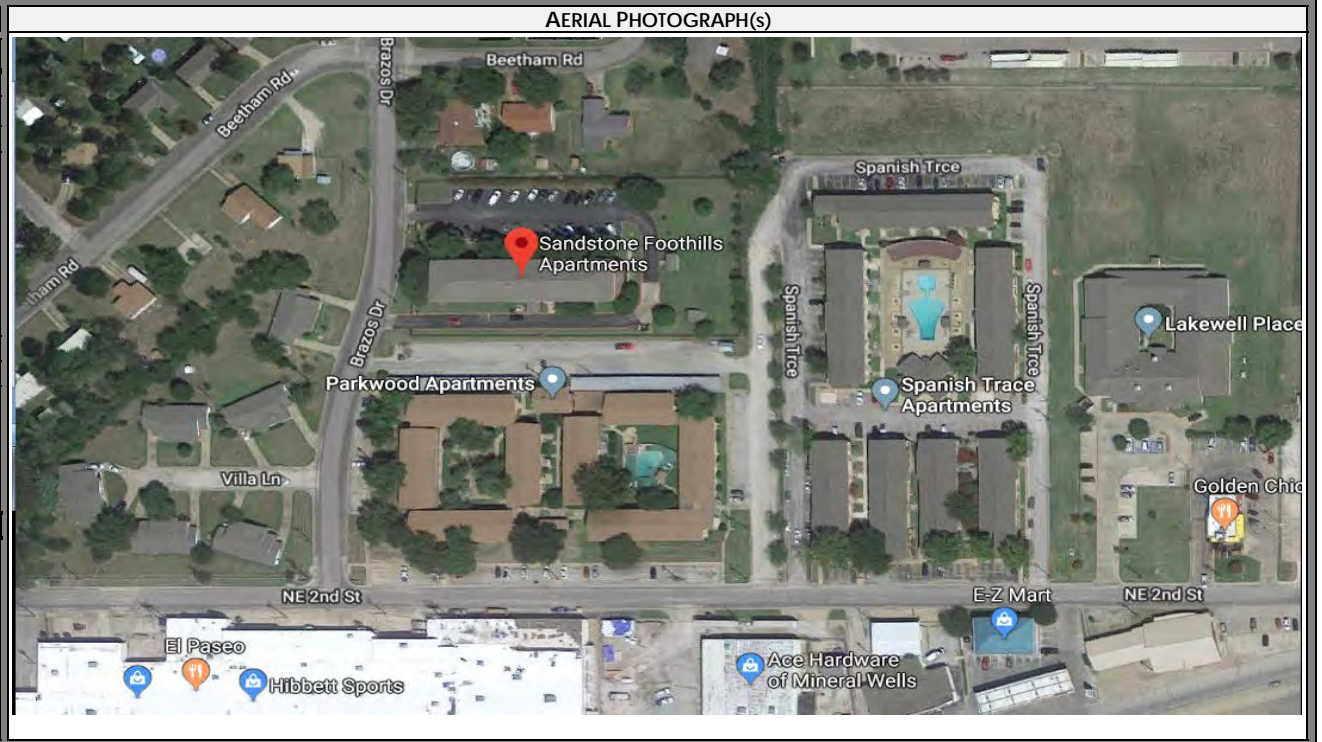 AERIAL PHOTOGRAPH(s)
Beetham Rd
Brazos Dr
Beetham Rd
Spanish Trce
Sandstone Foothills
Apartments
Spanish Trce
Spanish Trce
Lakewell Place
Brazos Dr
Parkwood Apartments
Spanish Trace
Apartments
Villa Ln
Golden Chic
NE 2nd St
E-Z Mart
NE 2nd St
El Paseo
Hibbett Sports
Ace Hardware
of Mineral Wells